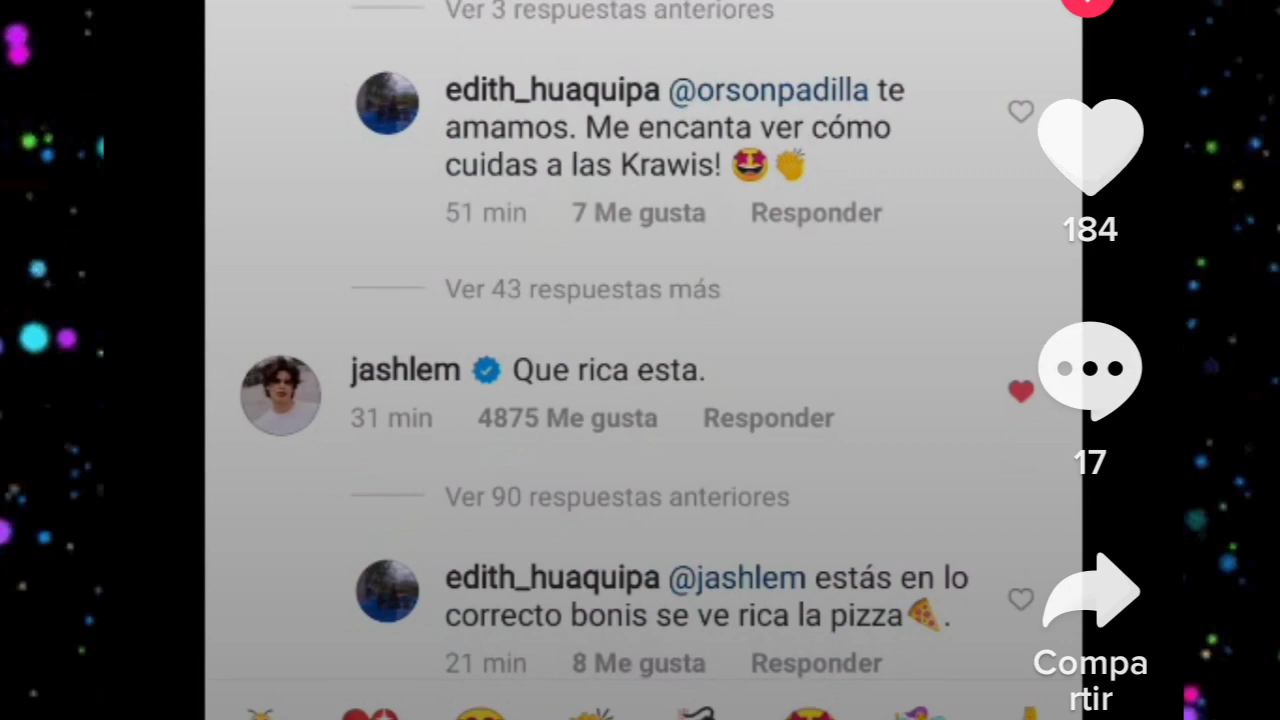 Ver 3 respuestas anteriores
edith_huaquipa @orsonpadilla te
amamos. Me encanta ver cómo
cuidas a las Krawis! 🤩👏
51 min 7 Me gusta Responder
184
Ver 43 respuestas más
jashlem Que rica esta.
31 min 4875 Me gusta Responder
17
Ver 90 respuestas anteriores
edith_huaquipa @jashlem estás en lo
correcto bonis se ve rica la pizza🍕.
21 min 8 Me gusta Responder
Compa
rtir